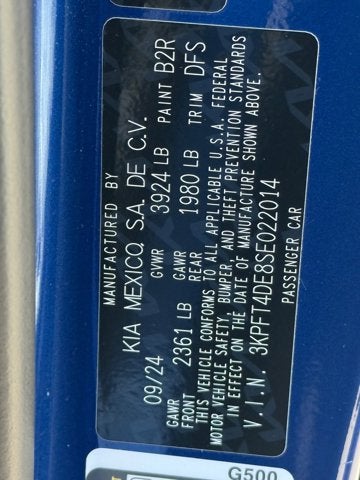 MANUFACTURED BY
KIA MEXICO, S.A. DE C.V.
09/24 GVWR 3924 LB PAINT B2R
GAWR FRONT 2361 LB GAWR REAR 1980 LB TRIM DFS
THIS VEHICLE CONFORMS TO ALL APPLICABLE U.S.A. FEDERAL
MOTOR VEHICLE SAFETY, BUMPER, AND THEFT PREVENTION STANDARDS
IN EFFECT ON THE DATE OF MANUFACTURE SHOWN ABOVE.
V.I.N. 3KPFT4DE8SE022014
PASSENGER CAR
G500